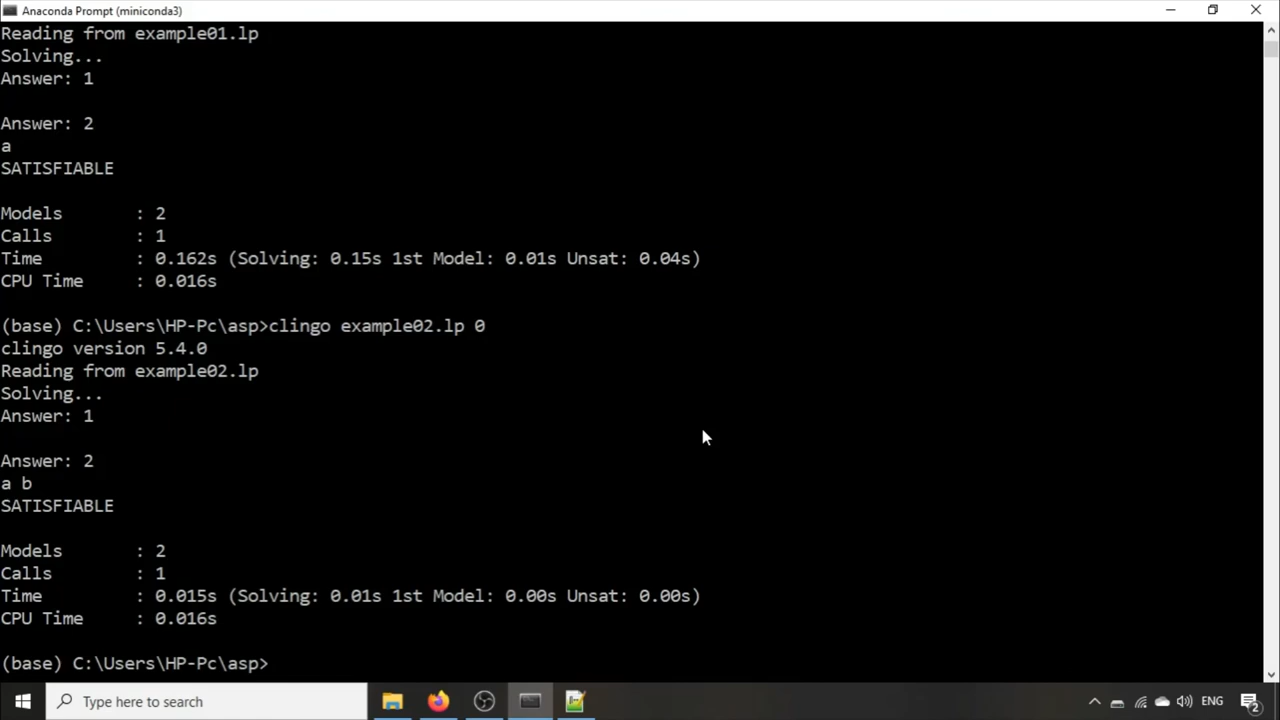 Anaconda Prompt (miniconda3)
Reading from example01.lp
Solving...
Answer: 1
Answer: 2
a
SATISFIABLE
Models : 2
Calls : 1
Time : 0.162s (Solving: 0.15s 1st Model: 0.01s Unsat: 0.04s)
CPU Time : 0.016s
(base) C:\Users\HP-Pc\asp>clingo example02.lp 0
clingo version 5.4.0
Reading from example02.lp
Solving...
Answer: 1
Answer: 2
a b
SATISFIABLE
Models : 2
Calls : 1
Time : 0.015s (Solving: 0.01s 1st Model: 0.00s Unsat: 0.00s)
CPU Time : 0.016s
(base) C:\Users\HP-Pc\asp>
Type here to search
ENG
2